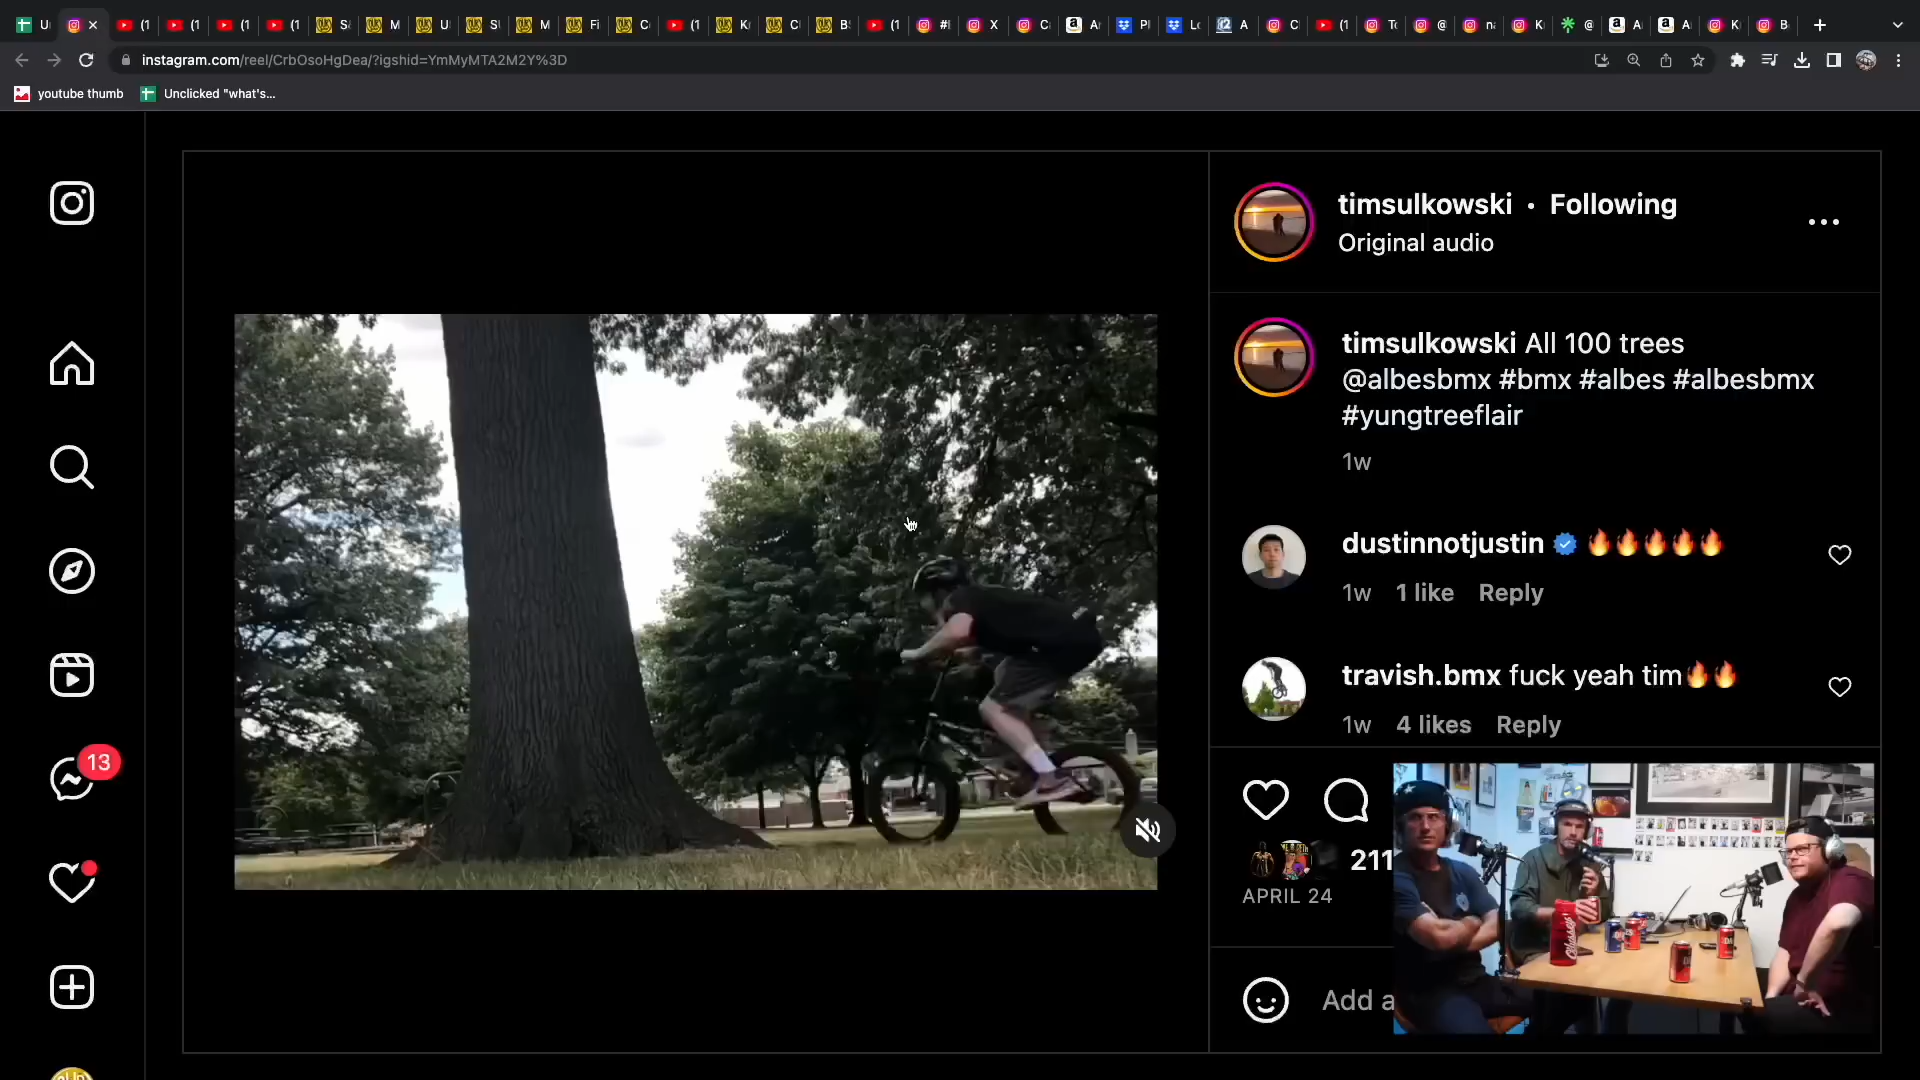 instagram.com/reel/CrbOsoHgDea/?igshid=YmMyMTA2M2Y%3D
youtube thumb
Unclicked "what's...
timsulkowski • Following
Original audio
timsulkowski All 100 trees
@albesbmx #bmx #albes #albesbmx
#yungtreeflair
1w
dustinnotjustin 🔥🔥🔥🔥🔥
1w 1 like Reply
travish.bmx fuck yeah tim🔥🔥
1w 4 likes Reply
13
211
APRIL 24
Add a
Odyssey